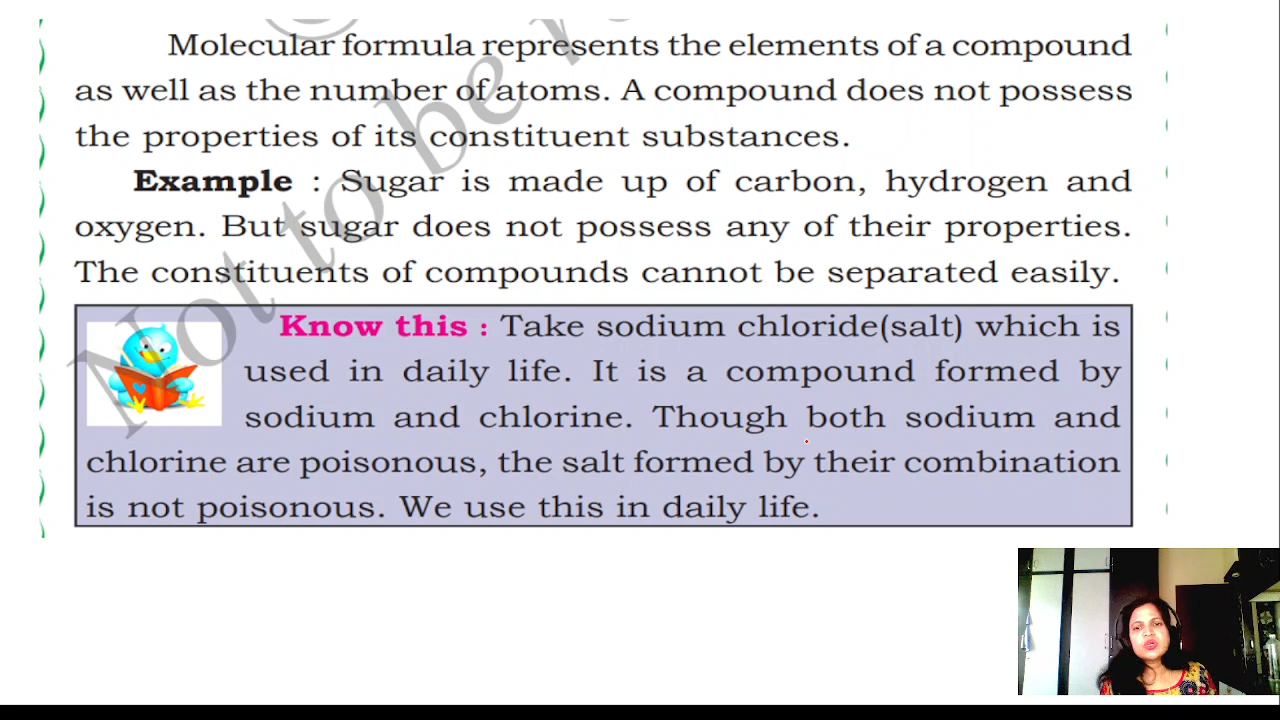 Molecular formula represents the elements of a compound
as well as the number of atoms. A compound does not possess
the properties of its constituent substances.
Example : Sugar is made up of carbon, hydrogen and
oxygen. But sugar does not possess any of their properties.
The constituents of compounds cannot be separated easily.
Know this : Take sodium chloride(salt) which is
used in daily life. It is a compound formed by
sodium and chlorine. Though both sodium and
chlorine are poisonous, the salt formed by their combination
is not poisonous. We use this in daily life.
Not to be